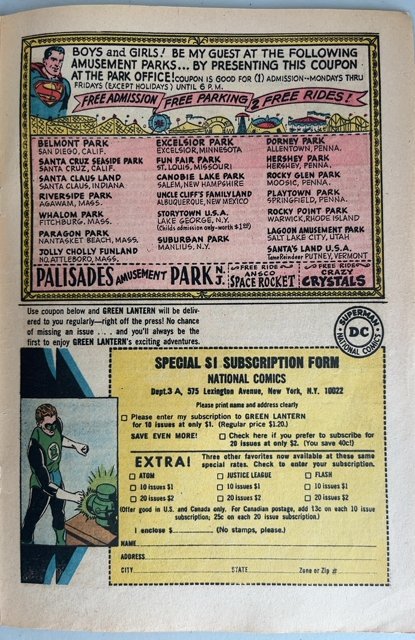 BOYS and GIRLS! BE MY GUEST AT THE FOLLOWING
AMUSEMENT PARKS... BY PRESENTING THIS COUPON
AT THE PARK OFFICE! COUPON IS GOOD FOR (1) ADMISSION--MONDAYS THRU
FRIDAYS (EXCEPT HOLIDAYS) UNTIL 6 P.M.
FREE ADMISSION FREE PARKING 2 FREE RIDES!
BELMONT PARK
SAN DIEGO, CALIF.
SANTA CRUZ SEASIDE PARK
SANTA CRUZ, CALIF.
SANTA CLAUS LAND
SANTA CLAUS, INDIANA
RIVERSIDE PARK
AGAWAM, MASS.
WHALOM PARK
FITCHBURG, MASS.
PARAGON PARK
NANTASKET BEACH, MASS.
JOLLY CHOLLY FUNLAND
NO. ATTLEBORO, MASS.
EXCELSIOR PARK
EXCELSIOR, MINNESOTA
FUN FAIR PARK
ST. LOUIS, MISSOURI
CANOBIE LAKE PARK
SALEM, NEW HAMPSHIRE
UNCLE CLIFF'S FAMILYLAND
ALBUQUERQUE, NEW MEXICO
STORYTOWN U.S.A.
LAKE GEORGE, N.Y.
(Childs admission only-worth $1.85)
SUBURBAN PARK
MANLIUS, N.Y.
DORNEY PARK
ALLENTOWN, PENNA.
HERSHEY PARK
HERSHEY, PENNA.
ROCKY GLEN PARK
MOOSIC, PENNA.
PLAYTOWN PARK
SPRINGFIELD, PENNA.
ROCKY POINT PARK
WARWICK, RHODE ISLAND
LAGOON AMUSEMENT PARK
SALT LAKE CITY, UTAH
SANTA'S LAND U.S.A.
Tame Reindeer PUTNEY, VERMONT
PALISADES AMUSEMENT PARK N.J.
FREE RIDE
ANSCO
SPACE ROCKET
FREE RIDE
CRAZY
CRYSTALS
Use coupon below and GREEN LANTERN will be deliv-
ered to you regularly—right off the press! No chance
of missing an issue . . . . and you'll always be the
first to enjoy GREEN LANTERN's exciting adventures.
SUPERMAN
DC
NATIONAL COMICS
SPECIAL $1 SUBSCRIPTION FORM
NATIONAL COMICS
Dept. 3 A, 575 Lexington Avenue, New York, N.Y. 10022
Please print name and address clearly
Please enter my subscription to GREEN LANTERN
for 10 issues at only $1. (Regular price $1.20.)
SAVE EVEN MORE! Check here if you prefer to subscribe for
20 issues at only $2. (You save 40c!)
EXTRA! Three other favorites now available at these
same special rates. Check to enter your subscription.
ATOM
10 issues $1
20 issues $2
JUSTICE LEAGUE
10 issues $1
20 issues $2
FLASH
10 issues $1
20 issues $2
(Offer good in U.S. and Canada only. For Canadian postage, add 13c on each 10 issue
subscription; 25c on each 20 issue subscription.)
I enclose $ (No stamps, please.)
NAME
ADDRESS
CITY STATE Zone or Zip #